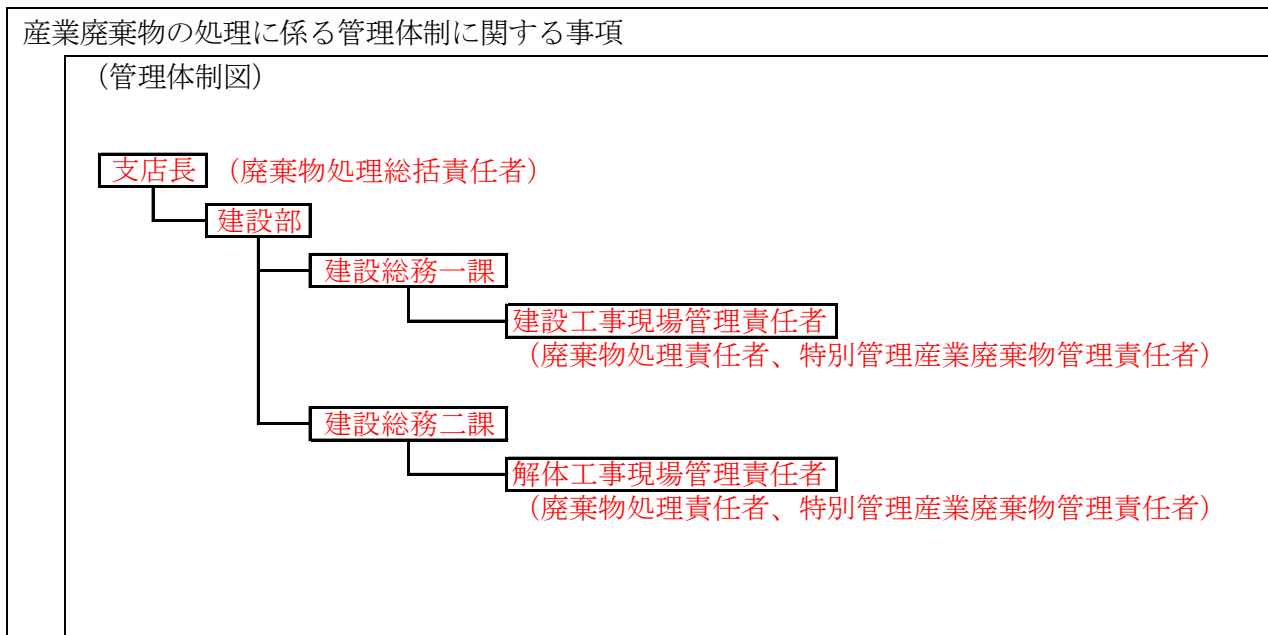 産業廃棄物の処理に係る管理体制に関する事項
（管理体制図）
支店長 （廃棄物処理総括責任者）
建設部
建設総務一課
建設工事現場管理責任者
（廃棄物処理責任者、特別管理産業廃棄物管理責任者）
建設総務二課
解体工事現場管理責任者
（廃棄物処理責任者、特別管理産業廃棄物管理責任者）